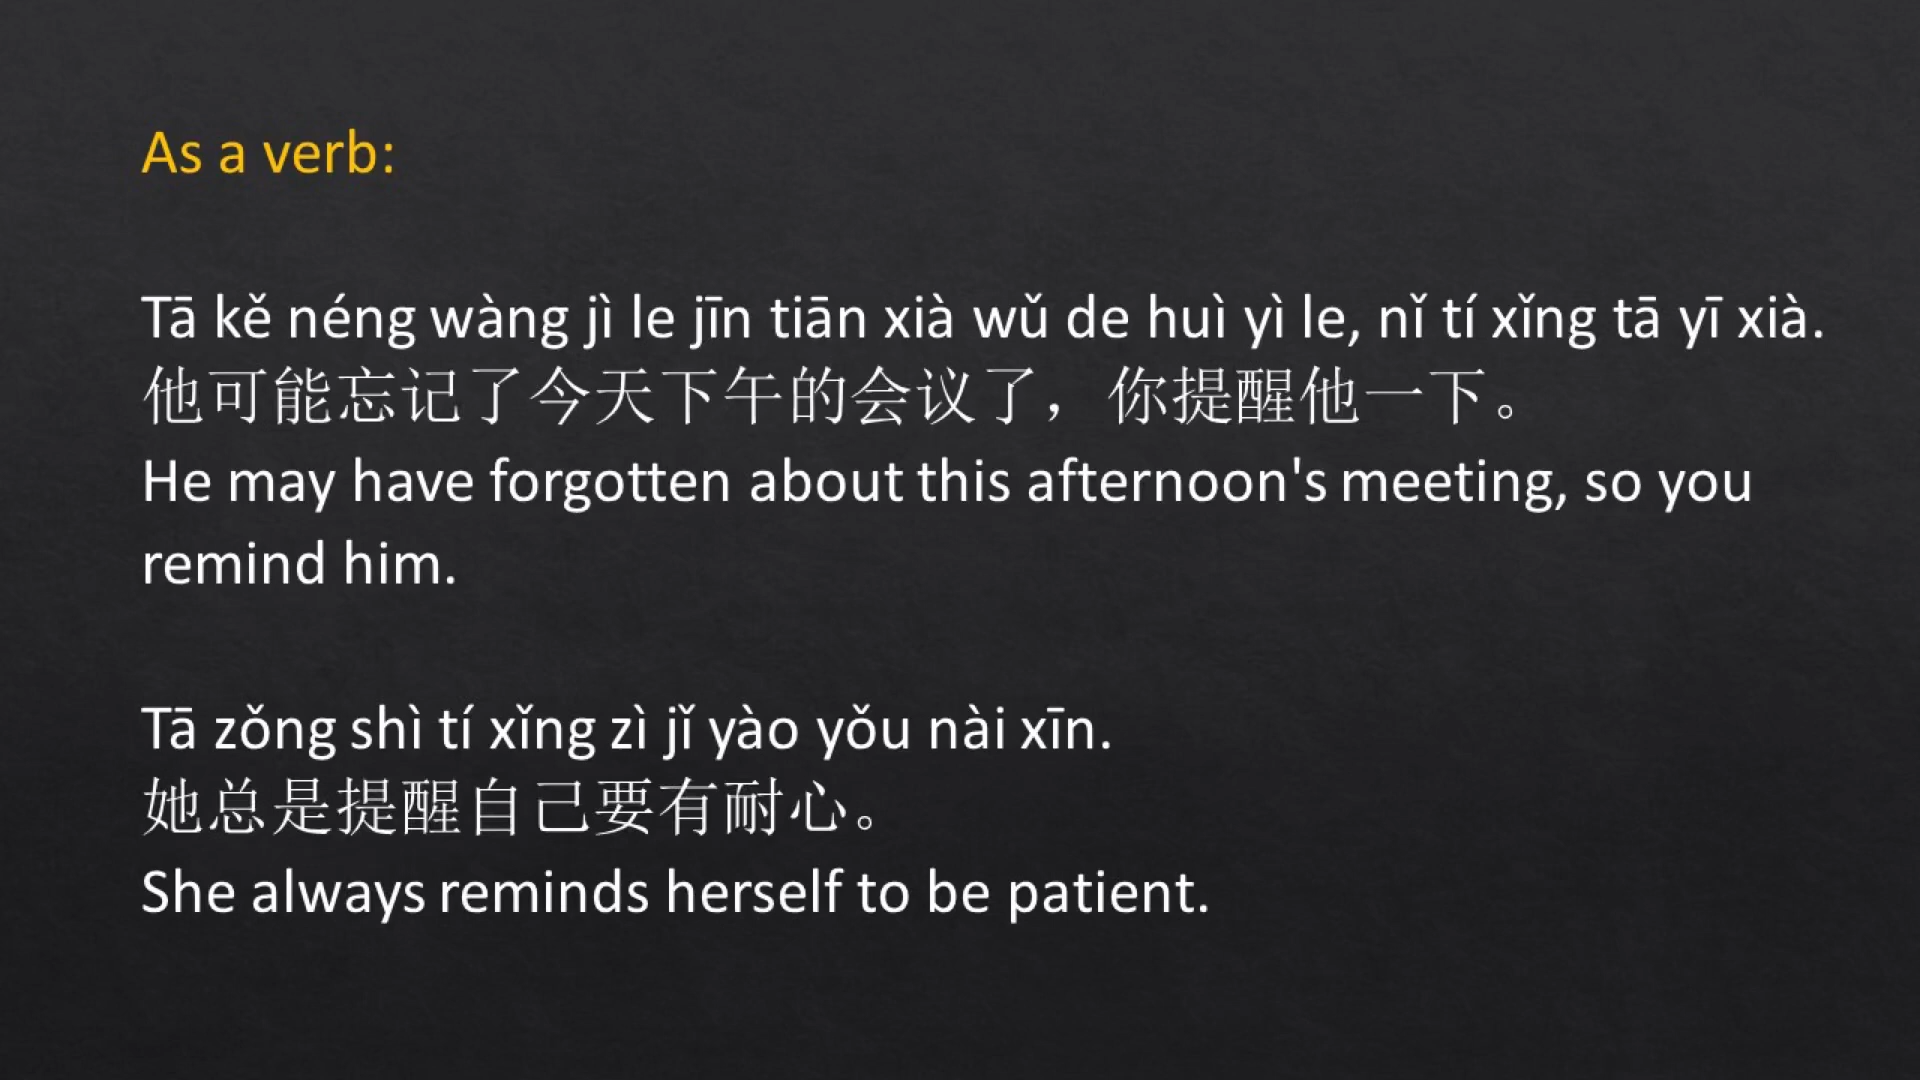 As a verb:
Tā kě néng wàng jì le jīn tiān xià wǔ de huì yì le, nǐ tí xǐng tā yī xià.
他可能忘记了今天下午的会议了，你提醒他一下。
He may have forgotten about this afternoon's meeting, so you
remind him.
Tā zǒng shì tí xǐng zì jǐ yào yǒu nài xīn.
她总是提醒自己要有耐心。
She always reminds herself to be patient.